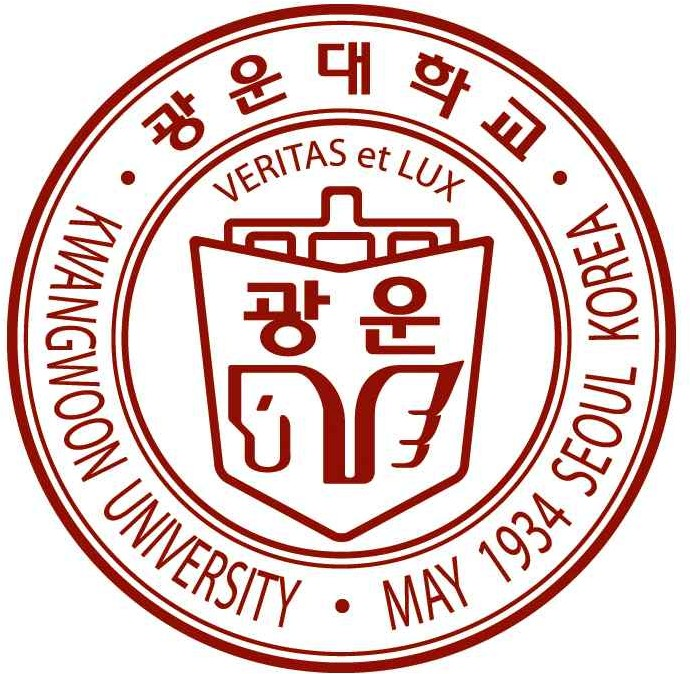 광운대학교
VERITAS et LUX
광운
KWANGWOON UNIVERSITY • MAY 1934 SEOUL KOREA